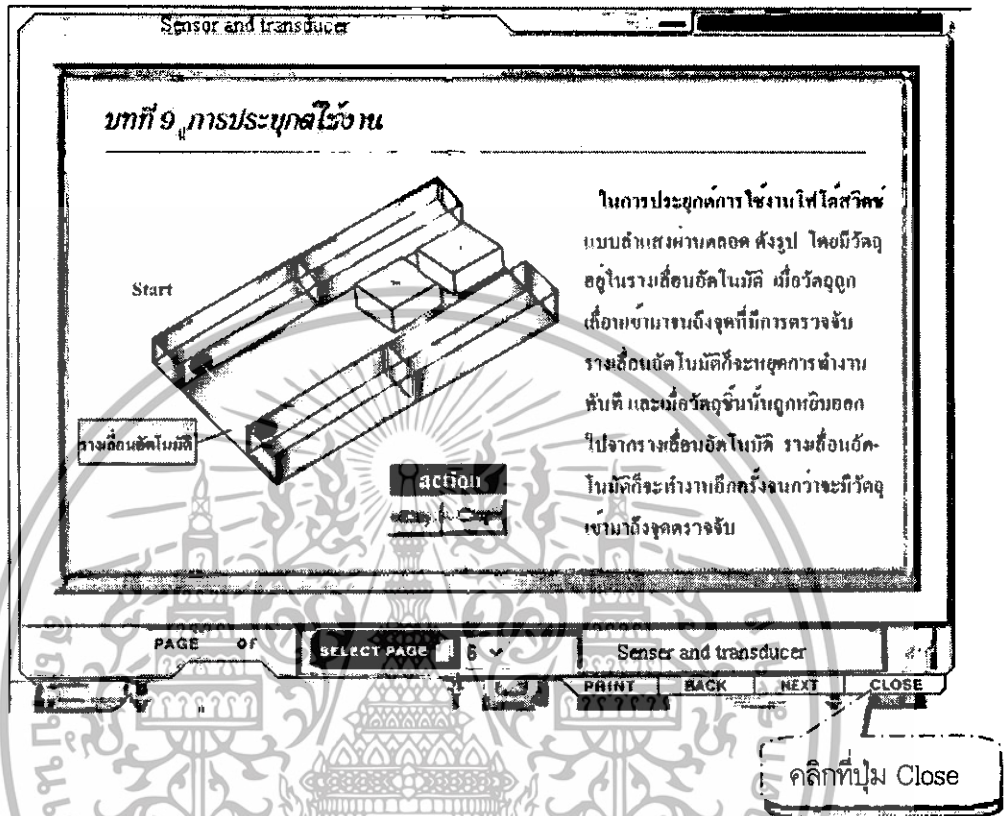 Sensor and transducer
บทที่ 9 การประยุกต์ใช้งาน
ในการประยุกต์การใช้งานโฟโต้สวิตช์
แบบลำแสงผ่านตลอด ดังรูป โดยมีวัตถุ
อยู่ในรางเลื่อนอัตโนมัติ เมื่อวัตถุถูก
เลื่อนเข้ามาจนถึงจุดที่มีการตรวจจับ
รางเลื่อนอัตโนมัติก็จะหยุดการทำงาน
ทันที และเมื่อวัตถุชิ้นนั้นถูกหยิบออก
ไปจากรางเลื่อนอัตโนมัติ รางเลื่อนอัต-
โนมัติก็จะทำงานอีกครั้งจนกว่าจะมีวัตถุ
เข้ามาถึงจุดตรวจจับ
Start
รางเลื่อนอัตโนมัติ
action
PAGE OF
SELECT PAGE 6
Senser and transducer
PRINT BACK NEXT CLOSE
คลิกที่ปุ่ม Close